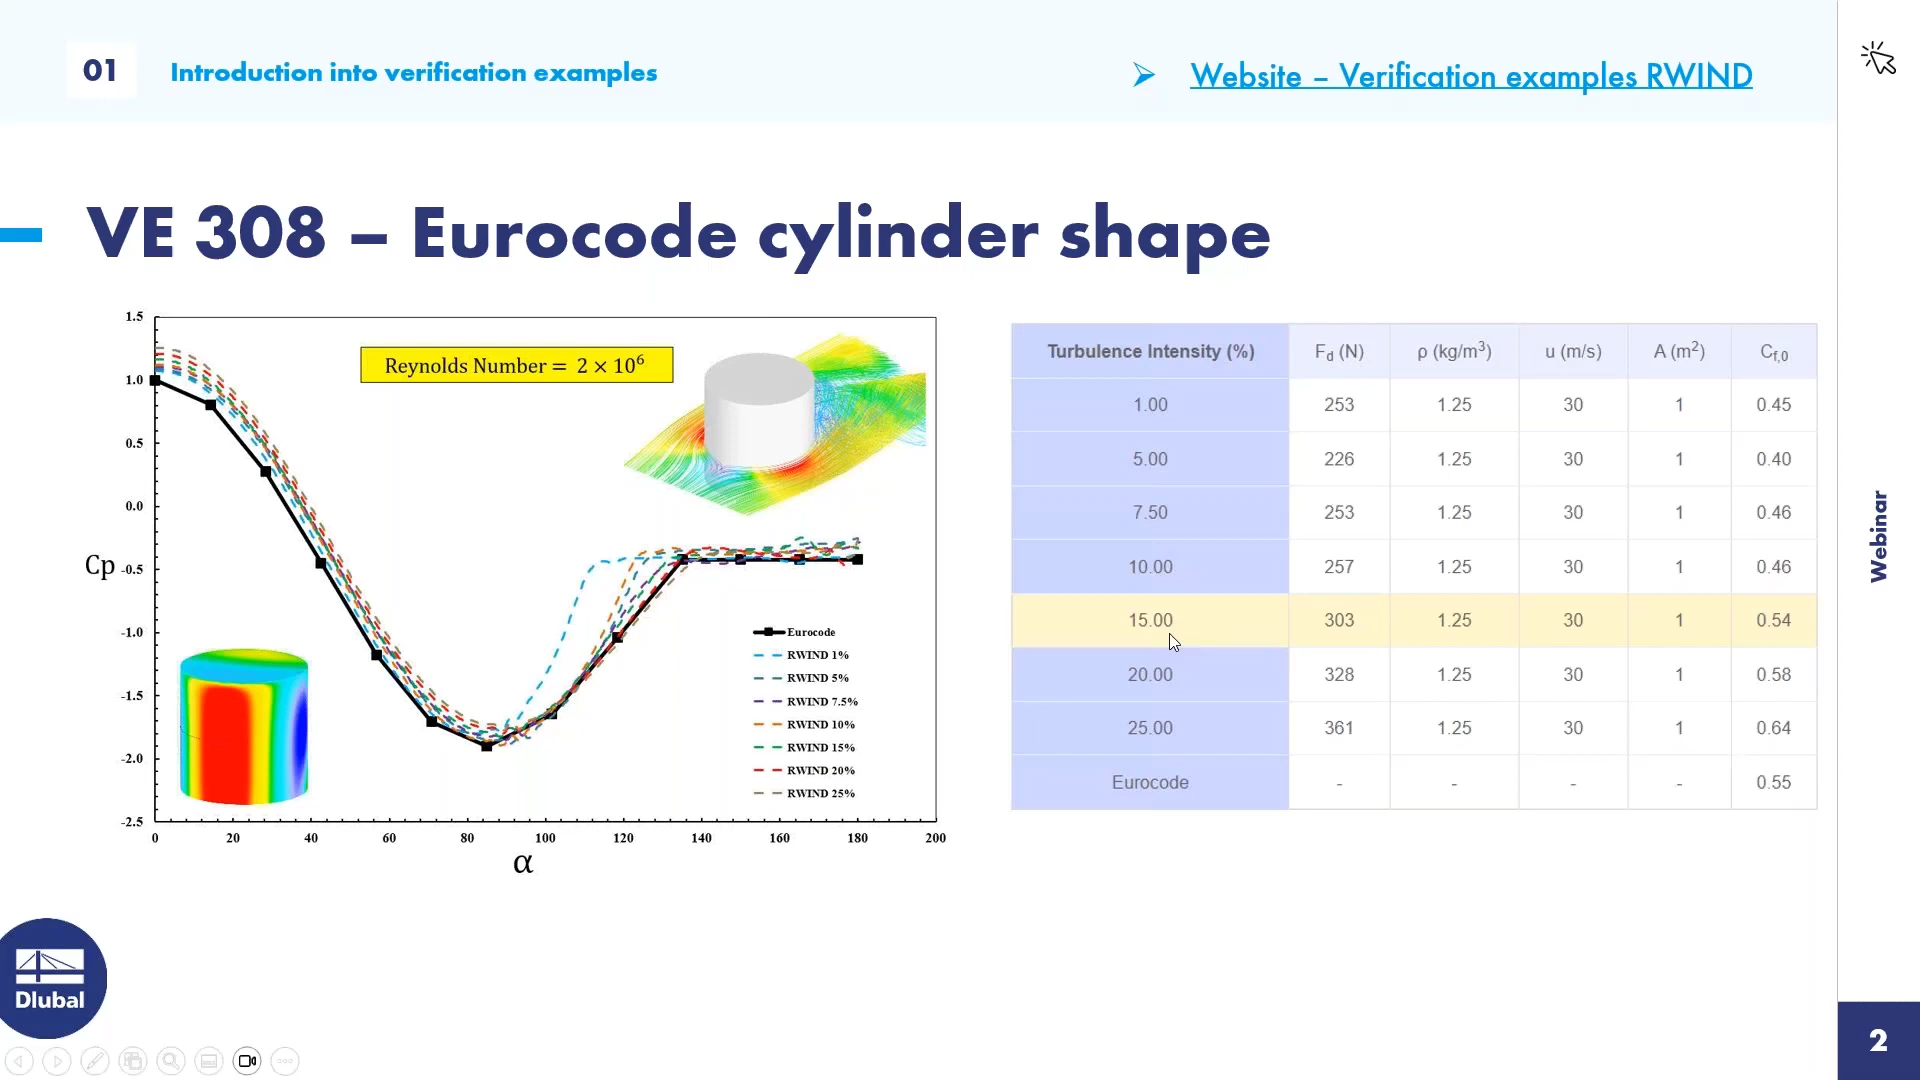 01
Introduction into verification examples
➢ Website – Verification examples RWIND
VE 308 – Eurocode cylinder shape
Reynolds Number = 2 × 10⁶
Cp
1.5
1.0
0.5
0.0
-0.5
-1.0
-1.5
-2.0
-2.5
0 20 40 60 80 100 120 140 160 180 200
α
Eurocode
RWIND 1%
RWIND 5%
RWIND 7.5%
RWIND 10%
RWIND 15%
RWIND 20%
RWIND 25%
Turbulence Intensity (%) Fd (N) ρ (kg/m³) u (m/s) A (m²) Cf,0
1.00 253 1.25 30 1 0.45
5.00 226 1.25 30 1 0.40
7.50 253 1.25 30 1 0.46
10.00 257 1.25 30 1 0.46
15.00 303 1.25 30 1 0.54
20.00 328 1.25 30 1 0.58
25.00 361 1.25 30 1 0.64
Eurocode - - - - 0.55
Webinar
Dlubal
2